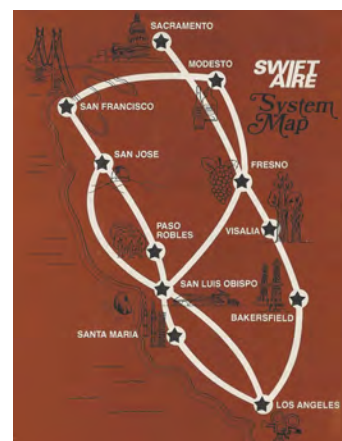 SACRAMENTO
MODESTO
SWIFT
AIRE
System
Map
SAN FRANCISCO
SAN JOSE
FRESNO
PASO
ROBLES
VISALIA
SAN LUIS OBISPO
BAKERSFIELD
SANTA MARIA
LOS ANGELES